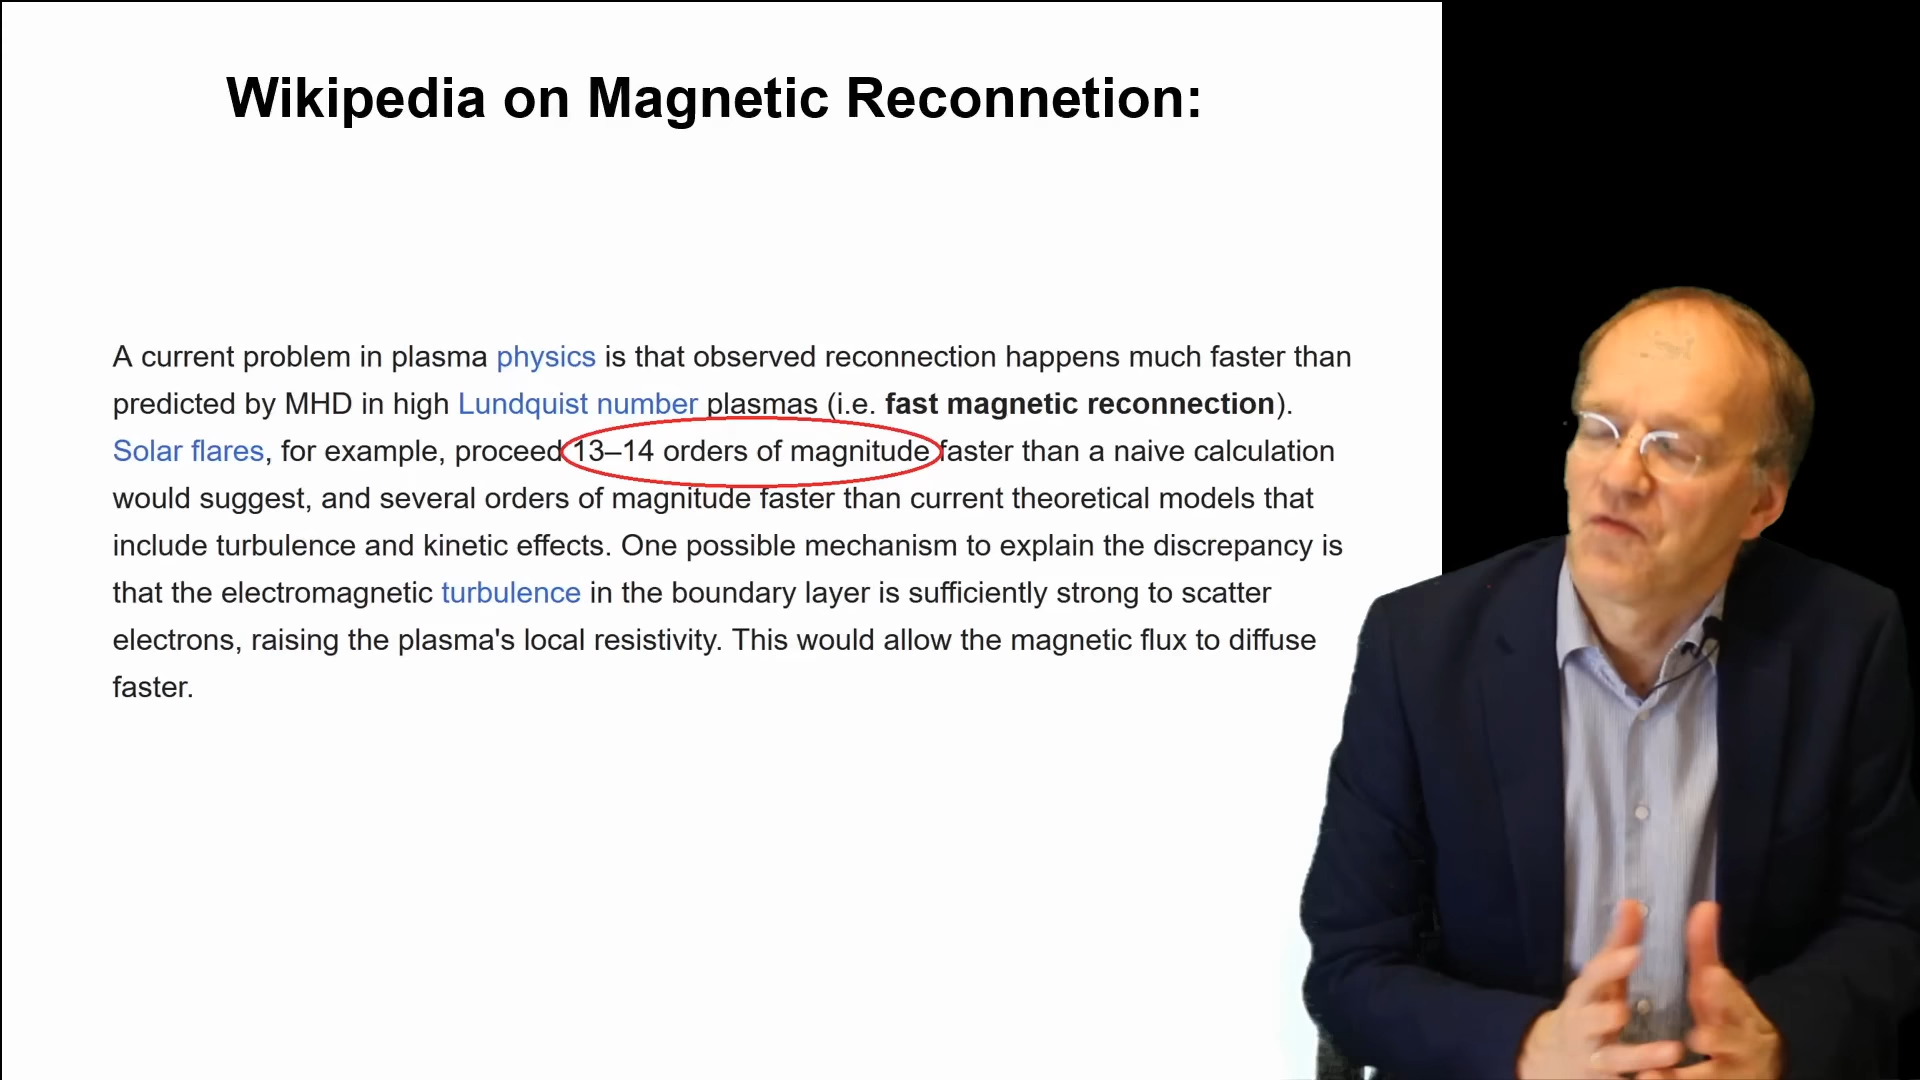 Wikipedia on Magnetic Reconnetion:
A current problem in plasma physics is that observed reconnection happens much faster than
predicted by MHD in high Lundquist number plasmas (i.e. fast magnetic reconnection).
Solar flares, for example, proceed 13–14 orders of magnitude faster than a naive calculation
would suggest, and several orders of magnitude faster than current theoretical models that
include turbulence and kinetic effects. One possible mechanism to explain the discrepancy is
that the electromagnetic turbulence in the boundary layer is sufficiently strong to scatter
electrons, raising the plasma's local resistivity. This would allow the magnetic flux to diffuse
faster.